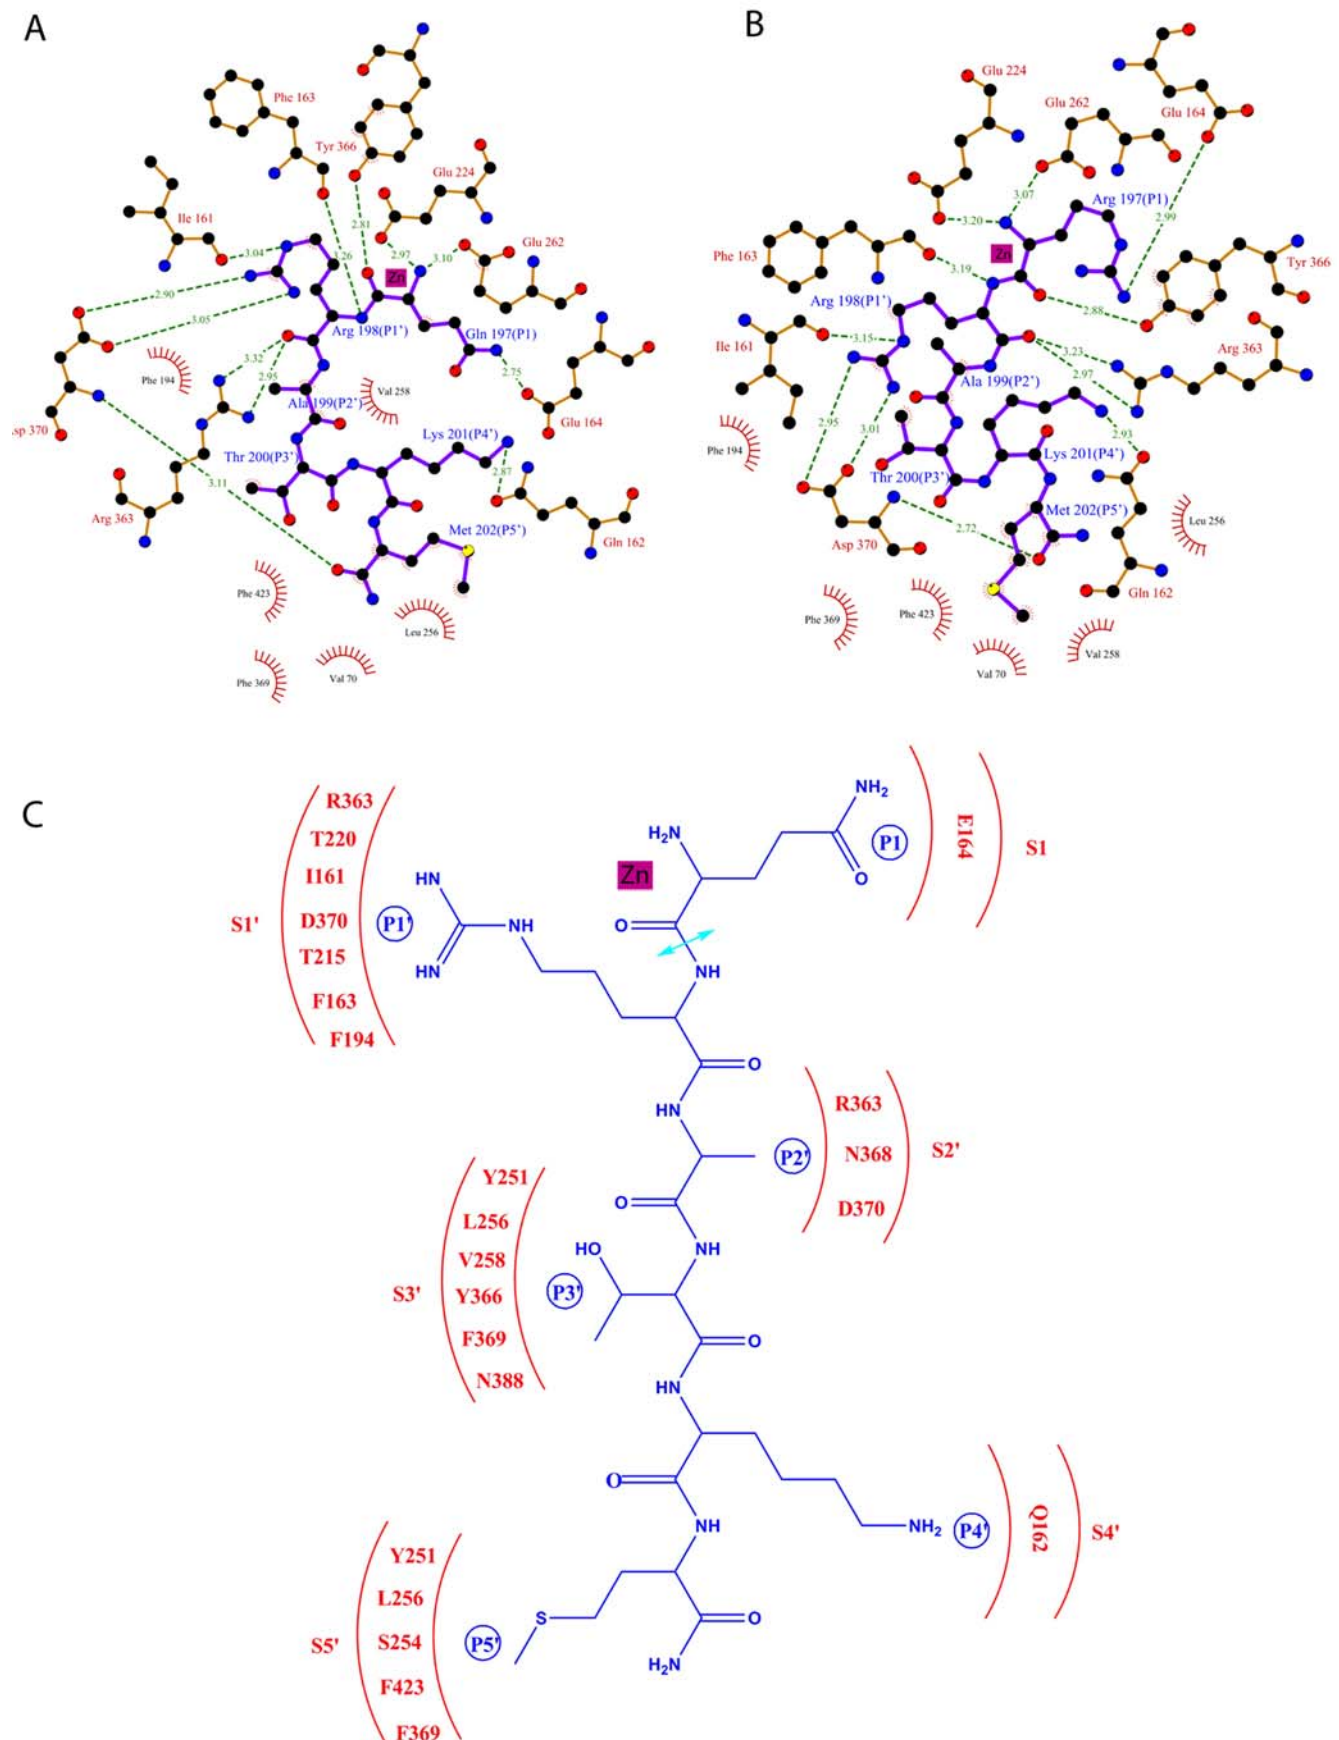 A
Phe 163
Tyr 366
Glu 224
Ile 161
2.81
3.04
3.26
2.97
3.10
Glu 262
Zn
2.90
3.05
Arg 198(P1')
Gln 197(P1)
3.32
2.95
2.75
Phe 194
Val 258
Ala 199(P2')
Glu 164
sp 370
Lys 201(P4')
Thr 200(P3')
3.11
2.87
Arg 363
Met 202(P5')
Gln 162
Phe 423
Leu 256
Phe 369
Val 70
B
Glu 224
Glu 262
Glu 164
3.07
Arg 197(P1)
3.20
2.99
Phe 163
Zn
Tyr 366
3.19
Arg 198(P1')
2.88
Ile 161
3.15
3.23
Arg 363
2.97
Ala 199(P2')
2.95
3.01
2.93
Phe 194
Lys 201(P4')
Thr 200(P3')
Met 202(P5')
Leu 256
2.72
Asp 370
Gln 162
Phe 369
Phe 423
Val 70
Val 258
C
R363
T220
I161
S1'
D370
T215
F163
F194
P1'
HN
HN
NH
Zn
H2N
NH2
O
O
P1
E164
S1
NH
O
HN
P2'
R363
N368
D370
S2'
O
NH
HO
Y251
L256
V258
S3'
Y366
F369
N388
P3'
O
HN
O
NH
NH2
P4'
Q162
S4'
Y251
L256
S5'
S254
F423
F369
P5'
S
O
H2N